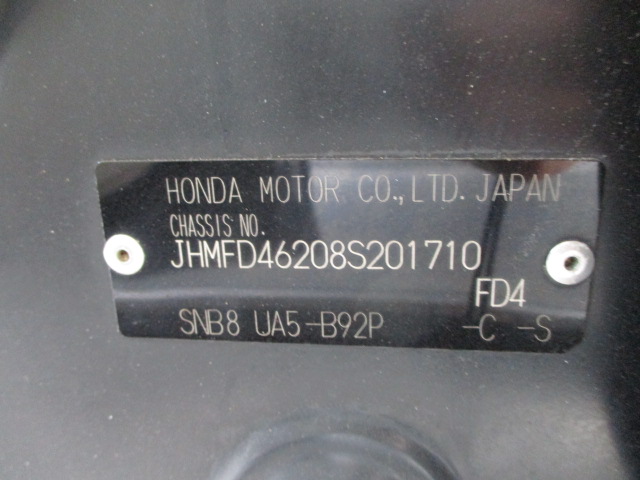 HONDA MOTOR CO.,LTD. JAPAN
CHASSIS NO.
JHMFD46208S201710
FD4
SNB8 UA5-B92P -C -S